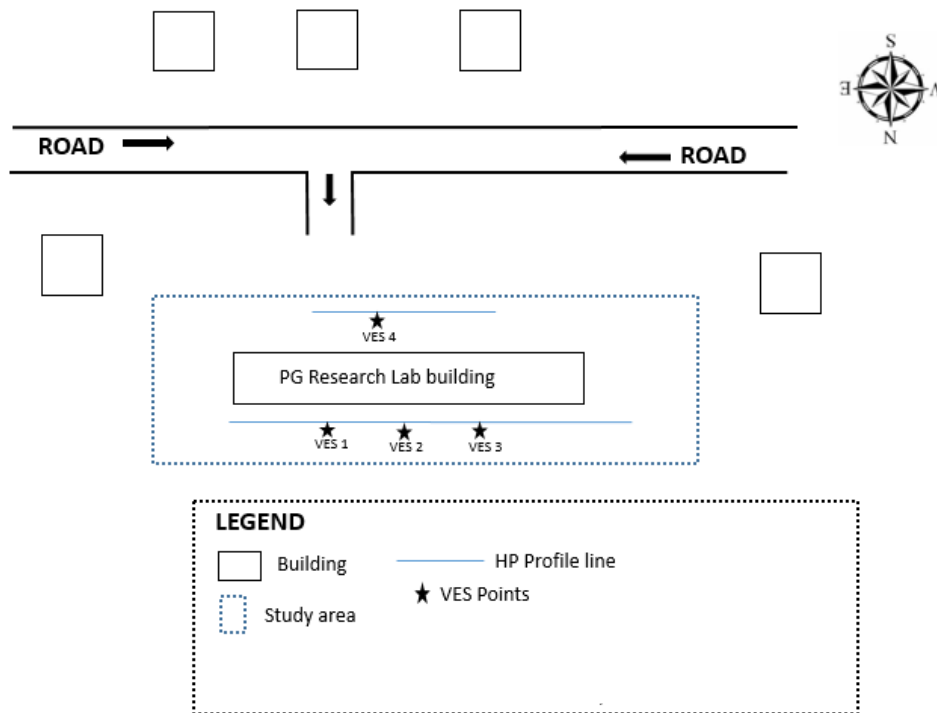 S
E
N
ROAD
ROAD
VES 4
PG Research Lab building
VES 1
VES 2
VES 3
LEGEND
Building
HP Profile line
VES Points
Study area